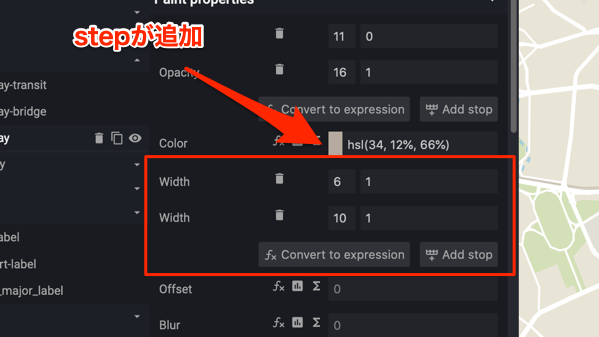 Paint properties
stepが追加
11 0
ay-transit
Opacity 16 1
ay-bridge
Convert to expression Add stop
ay
Color hsl(34, 12%, 66%)
y
Width 6 1
Width 10 1
label
Convert to expression Add stop
rt-label
_major_label
Offset 0
Blur 0